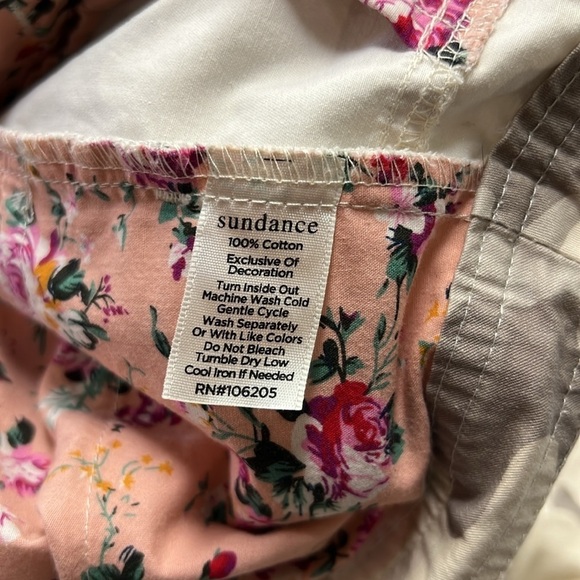 sundance
100% Cotton
Exclusive Of
Decoration
Turn Inside Out
Machine Wash Cold
Gentle Cycle
Wash Separately
Or With Like Colors
Do Not Bleach
Tumble Dry Low
Cool Iron If Needed
RN#106205